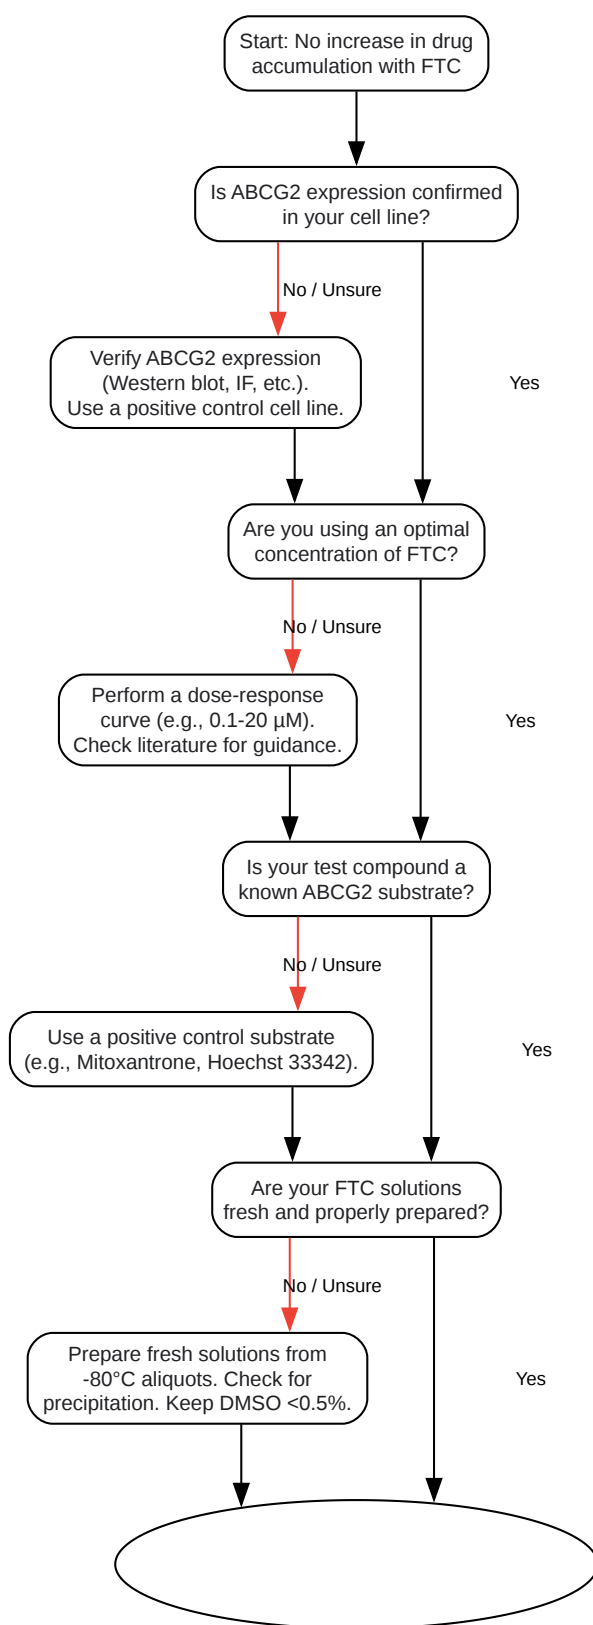 Start: No increase in drug
accumulation with FTC
Is ABCG2 expression confirmed
in your cell line?
No / Unsure
Verify ABCG2 expression
(Western blot, IF, etc.).
Use a positive control cell line.
Yes
Are you using an optimal
concentration of FTC?
No / Unsure
Perform a dose-response
curve (e.g., 0.1-20 µM).
Check literature for guidance.
Yes
Is your test compound a
known ABCG2 substrate?
No / Unsure
Use a positive control substrate
(e.g., Mitoxantrone, Hoechst 33342).
Yes
Are your FTC solutions
fresh and properly prepared?
No / Unsure
Prepare fresh solutions from
-80°C aliquots. Check for
precipitation. Keep DMSO <0.5%.
Yes